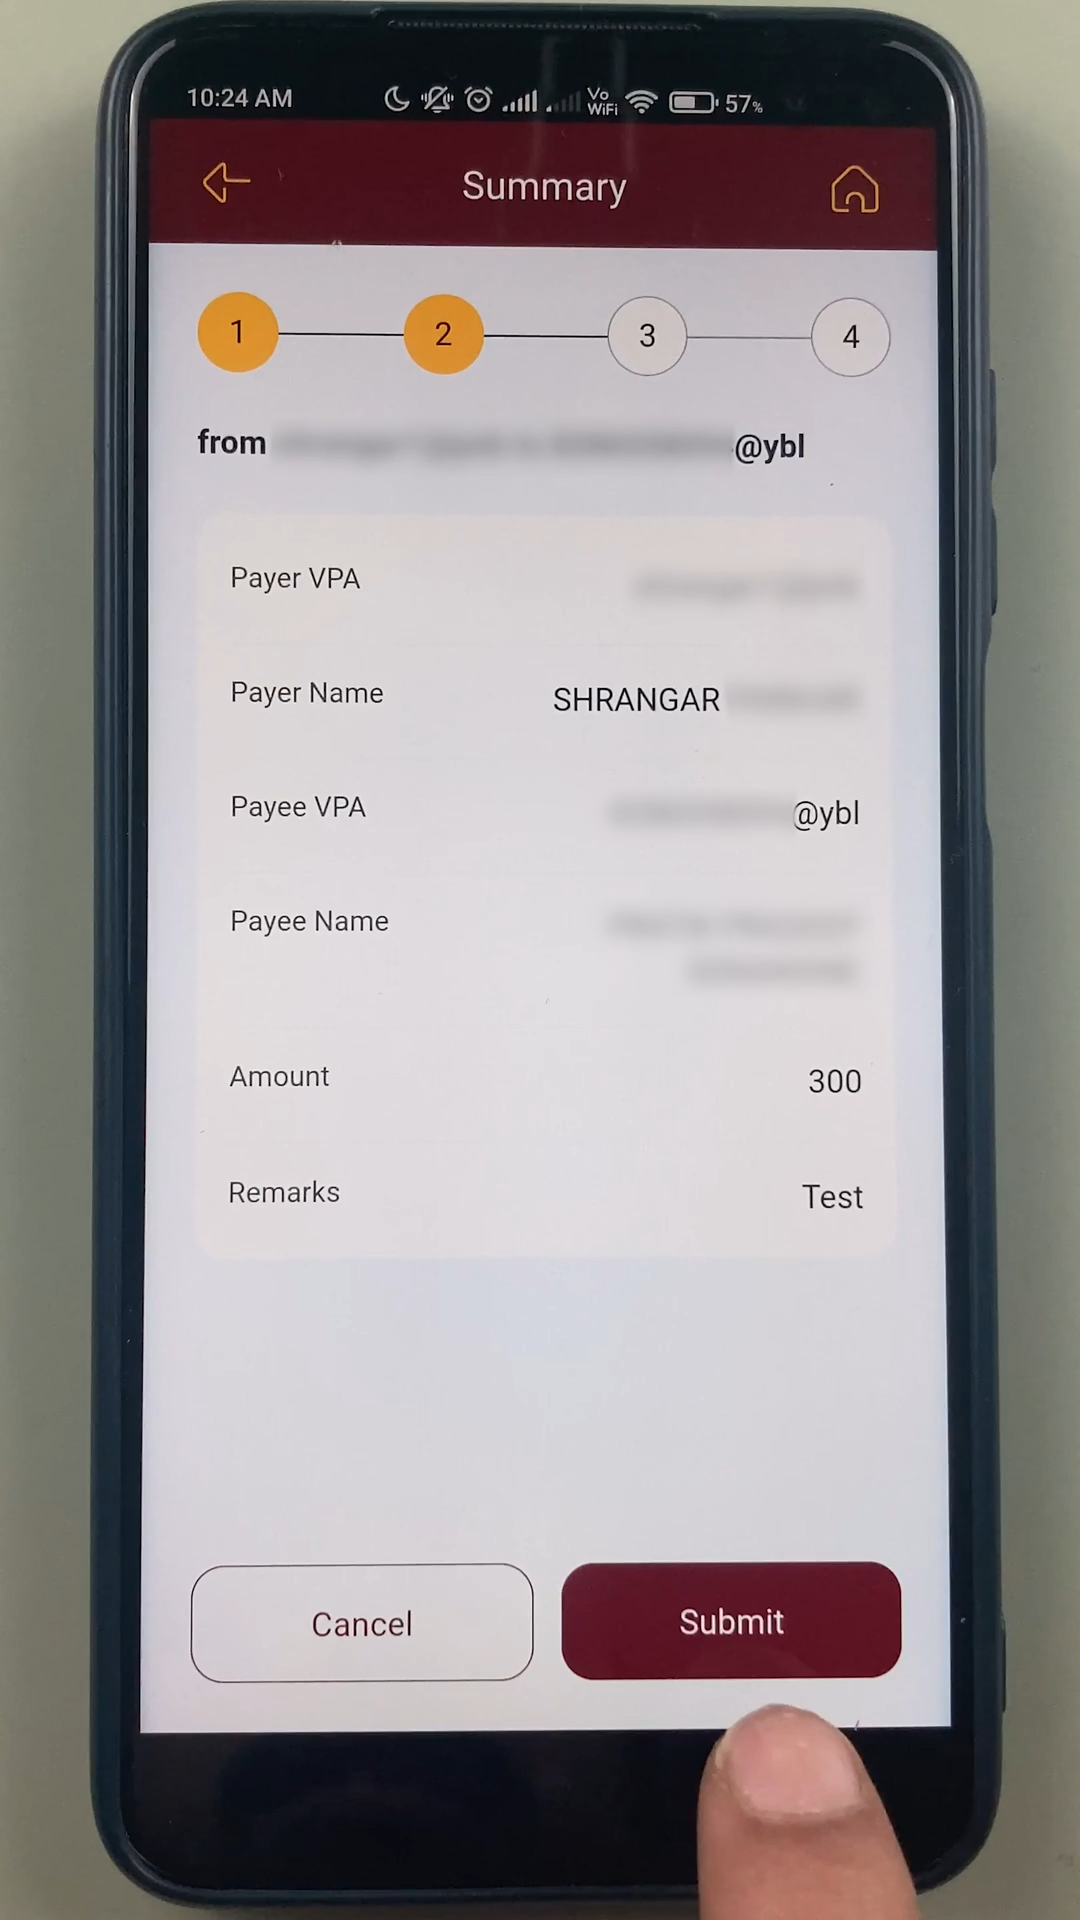 10:24 AM
Vo
WiFi
57%
Summary
1
2
3
4
from
@ybl
Payer VPA
Payer Name
SHRANGAR
Payee VPA
@ybl
Payee Name
Amount
300
Remarks
Test
Cancel
Submit